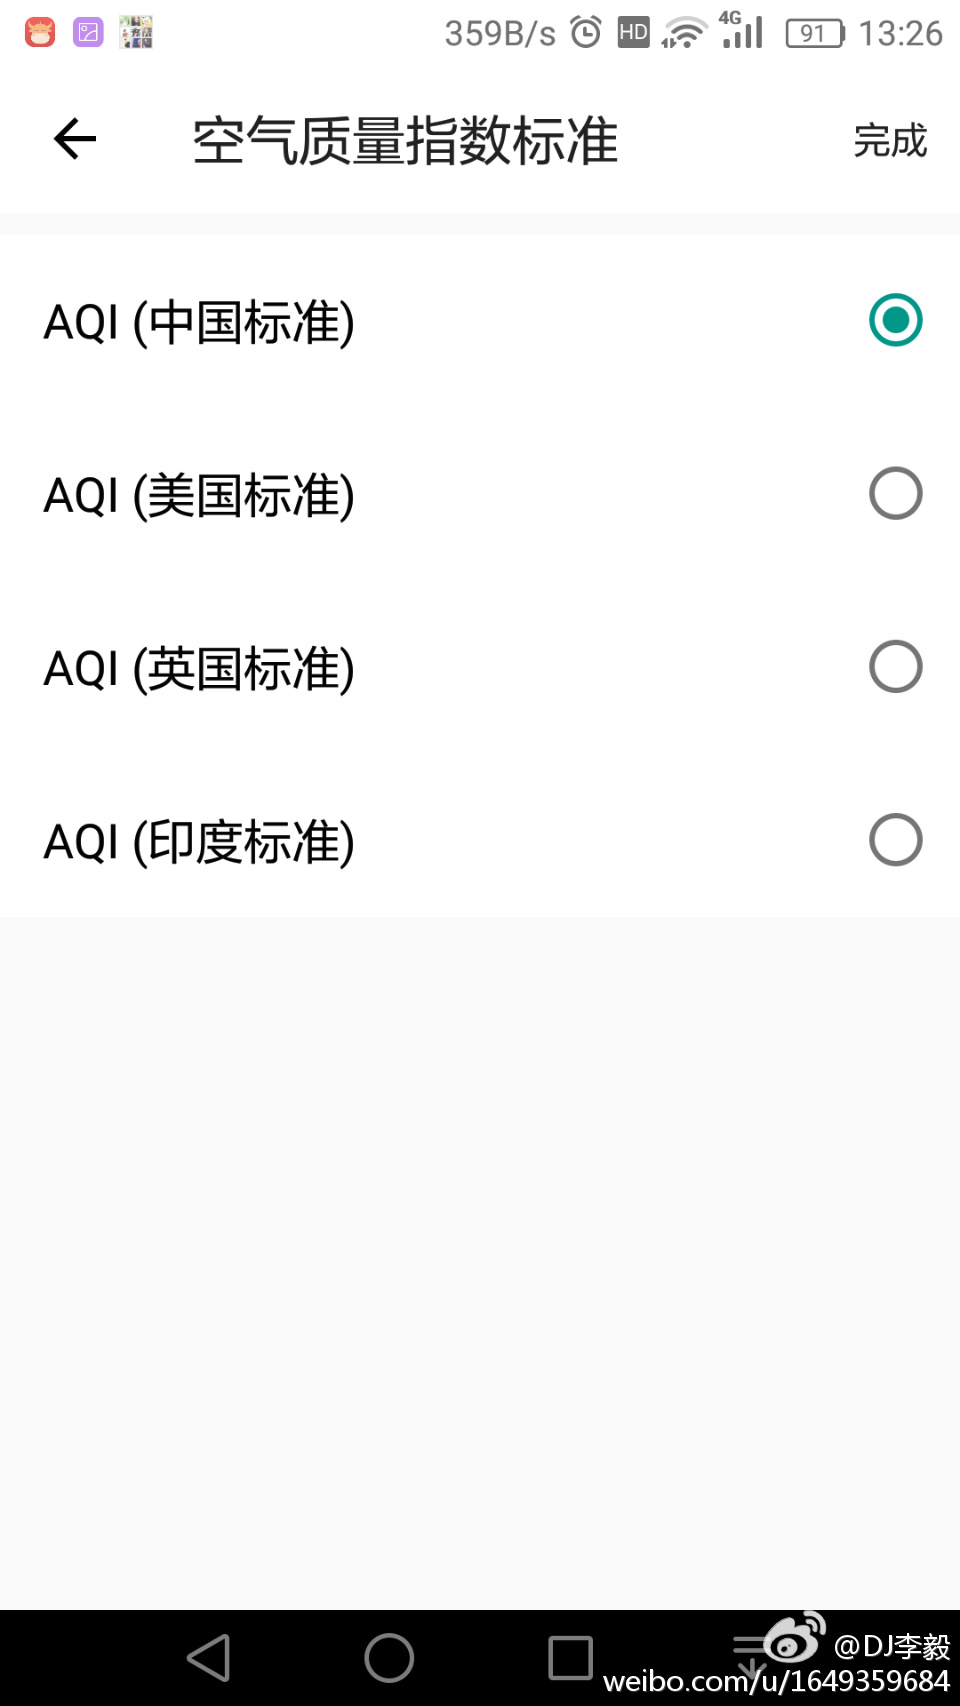 359B/s HD 4G 91 13:26
空气质量指数标准 完成
AQI (中国标准)
AQI (美国标准)
AQI (英国标准)
AQI (印度标准)
@DJ李毅
weibo.com/u/1649359684